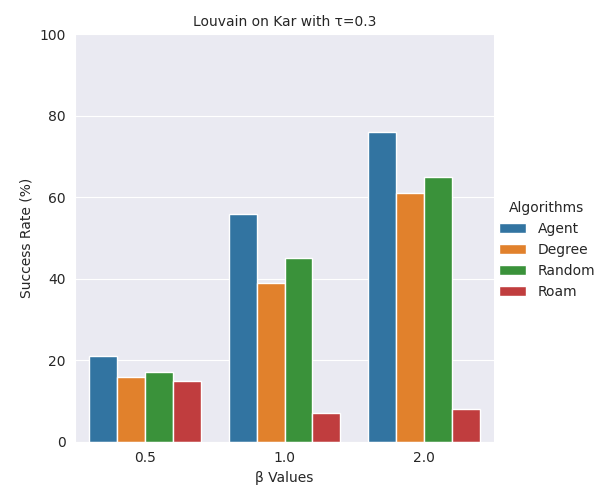 Louvain on Kar with τ=0.3
100
80
60
40
20
0
Success Rate (%)
0.5 1.0 2.0
β Values
Algorithms
Agent
Degree
Random
Roam